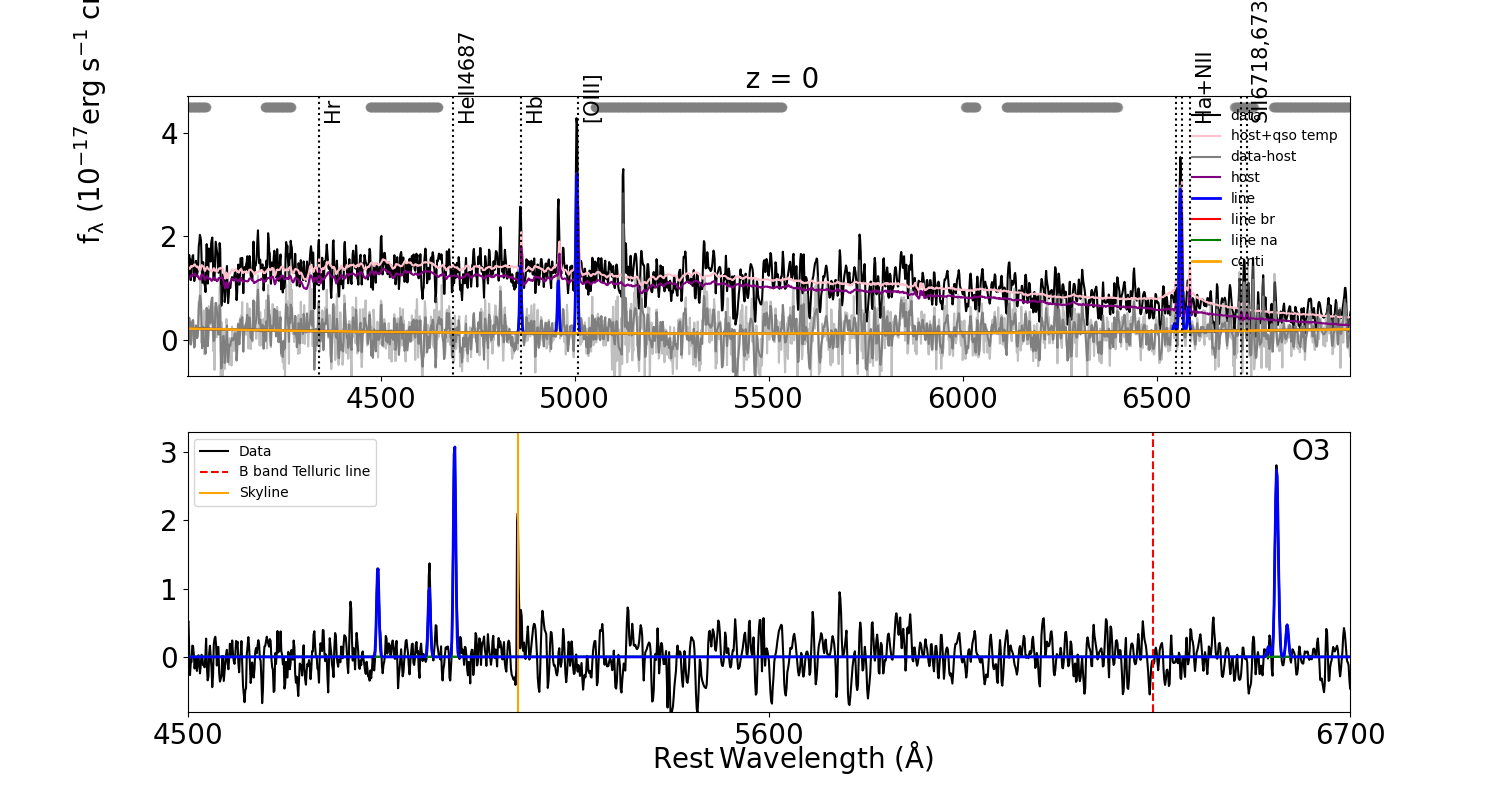 z = 0
f_λ (10^−17 erg s^−1 c
Hr
HeII4687
Hb
[OIII]
Ha+NII
SII6718,673
data
host+qso temp
data-host
host
line
line br
line na
conti
4
2
0
4500
5000
5500
6000
6500
O3
Data
B band Telluric line
Skyline
3
2
1
0
4500
5600
6700
Rest Wavelength (Å)